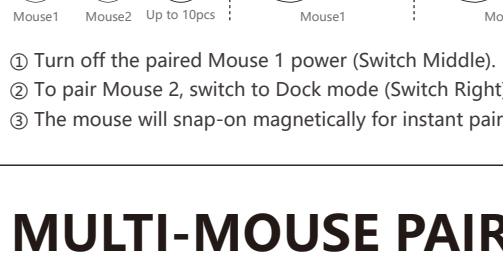 Mouse1 Mouse2 Up to 10pcs Mouse1 Mo
① Turn off the paired Mouse 1 power (Switch Middle).
② To pair Mouse 2, switch to Dock mode (Switch Right)
③ The mouse will snap-on magnetically for instant pair
MULTI-MOUSE PAIR